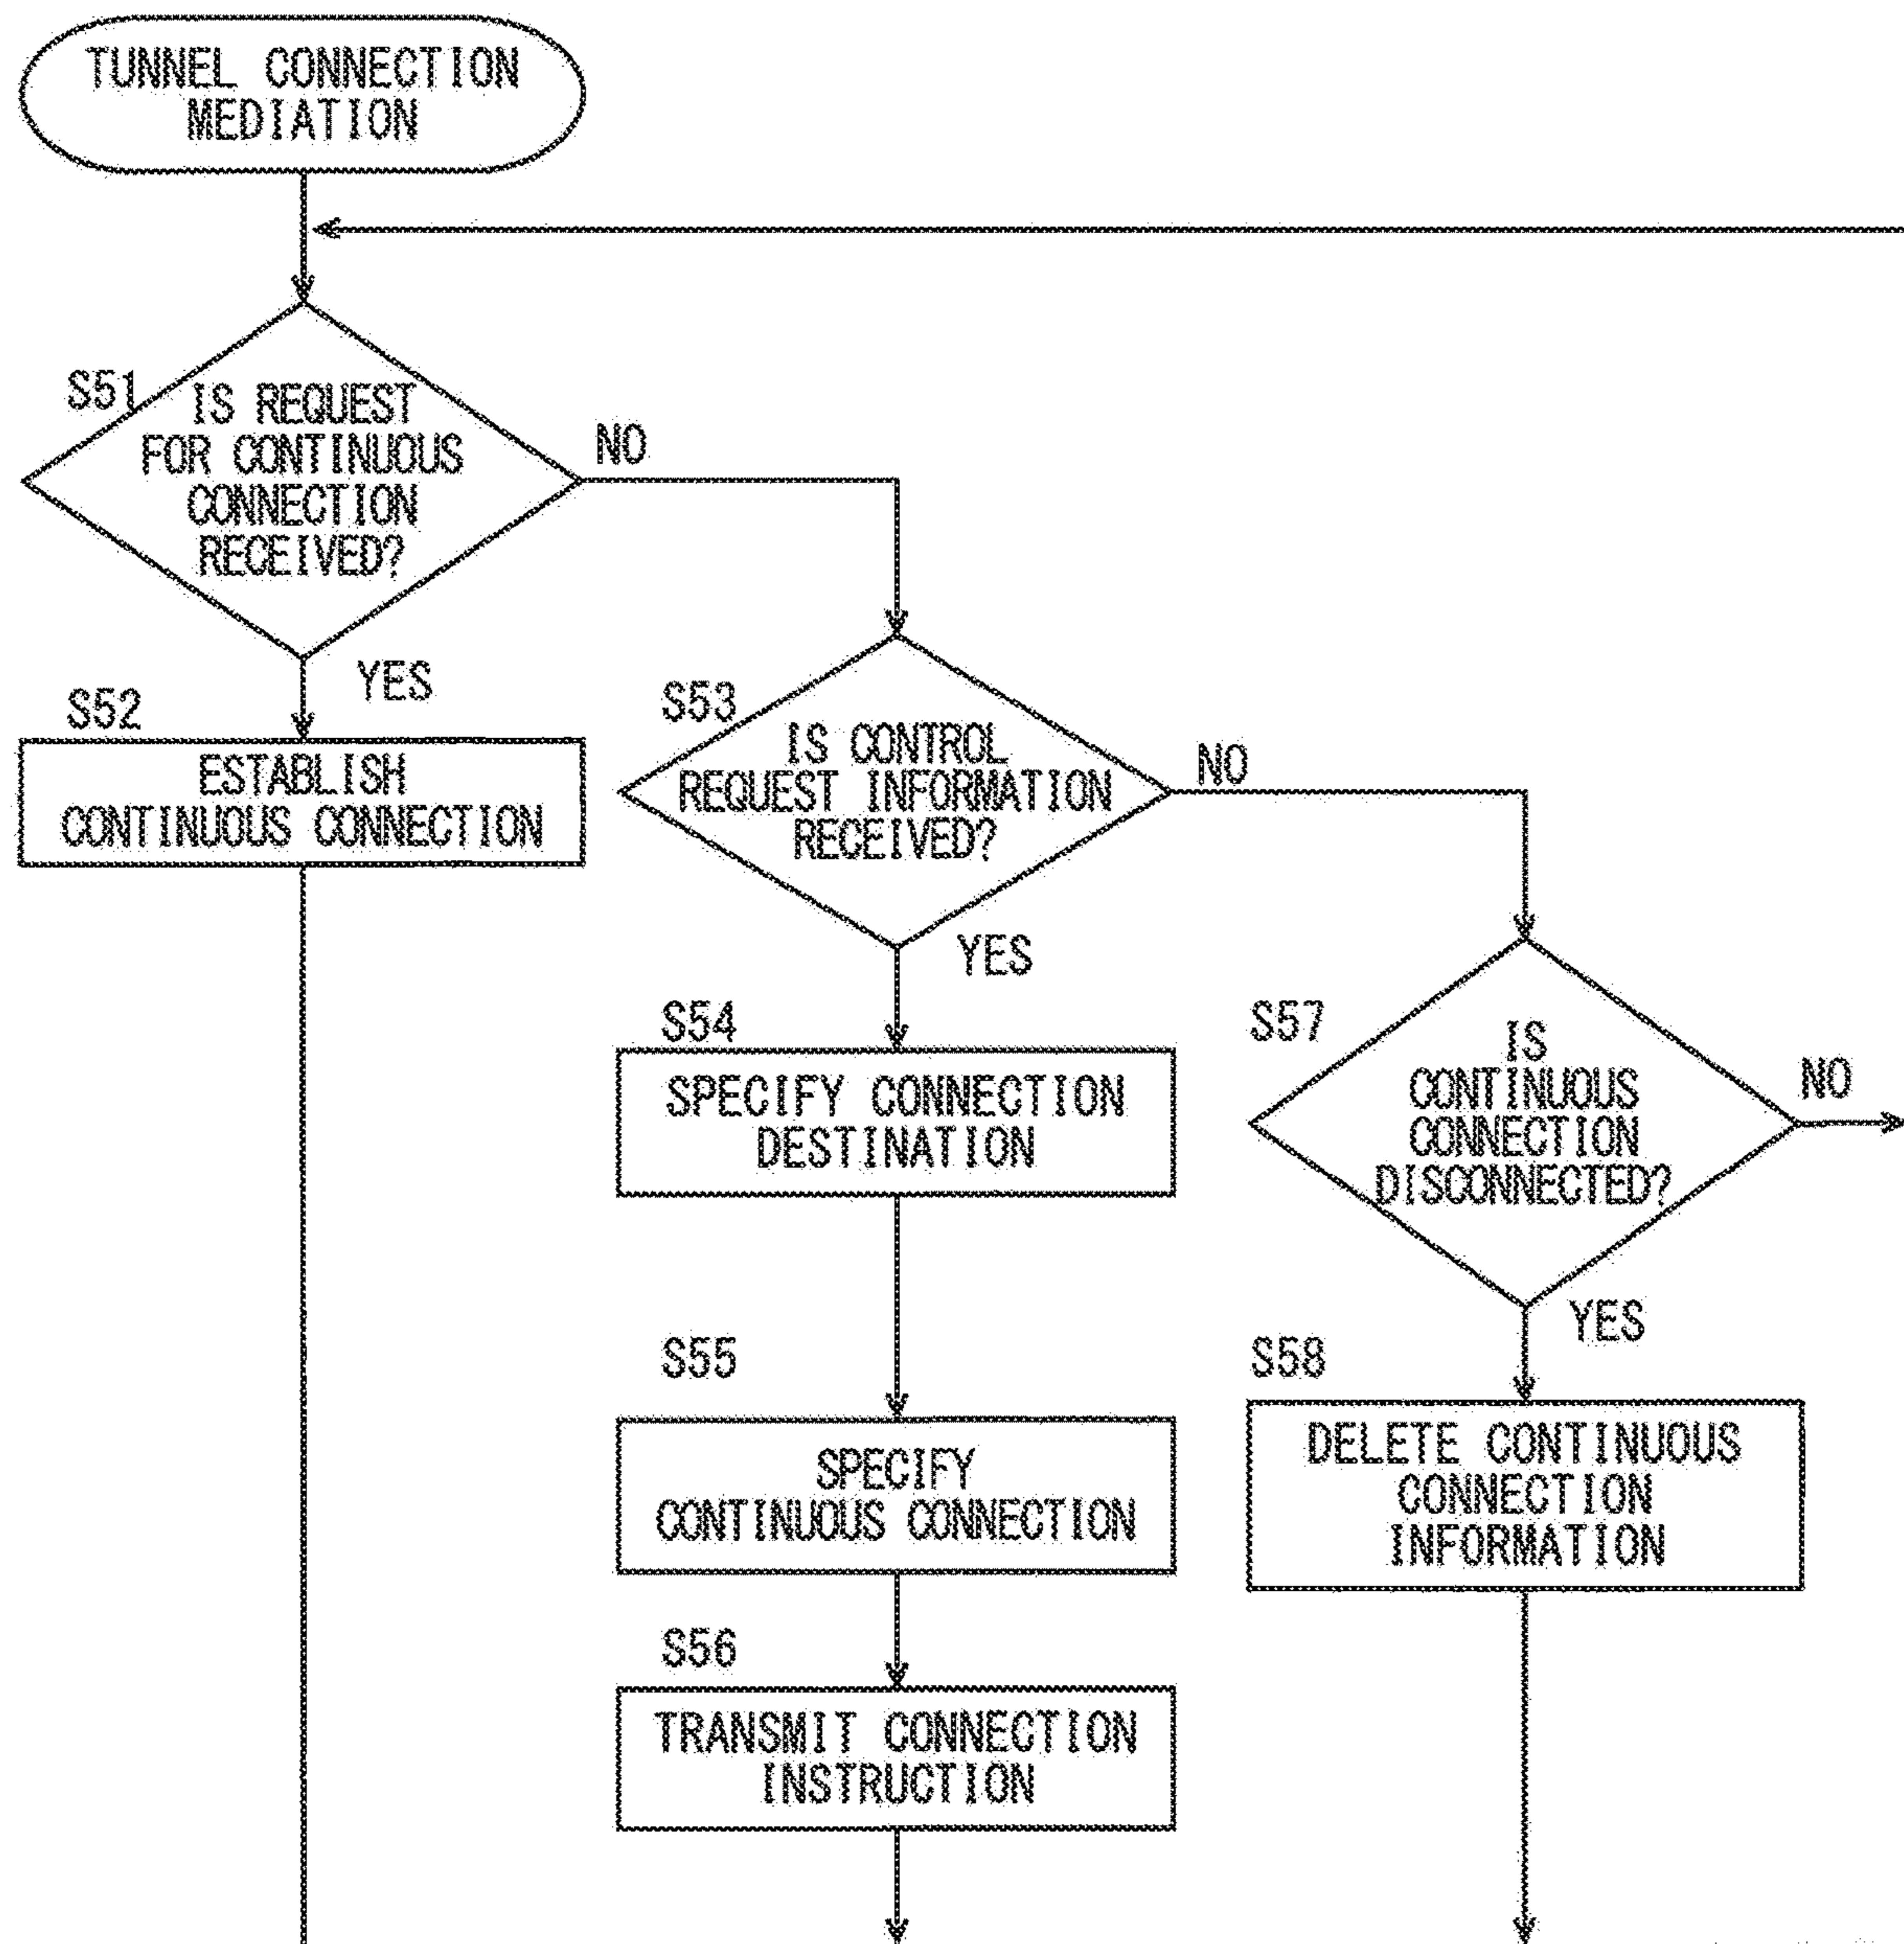 TUNNEL CONNECTION
MEDIATION
S51
IS REQUEST
FOR CONTINUOUS
CONNECTION
RECEIVED?
NO
YES
S52
ESTABLISH
CONTINUOUS CONNECTION
S53
IS CONTROL
REQUEST INFORMATION
RECEIVED?
NO
YES
S54
SPECIFY CONNECTION
DESTINATION
S55
SPECIFY
CONTINUOUS CONNECTION
S56
TRANSMIT CONNECTION
INSTRUCTION
S57
IS
CONTINUOUS
CONNECTION
DISCONNECTED?
NO
YES
S58
DELETE CONTINUOUS
CONNECTION
INFORMATION